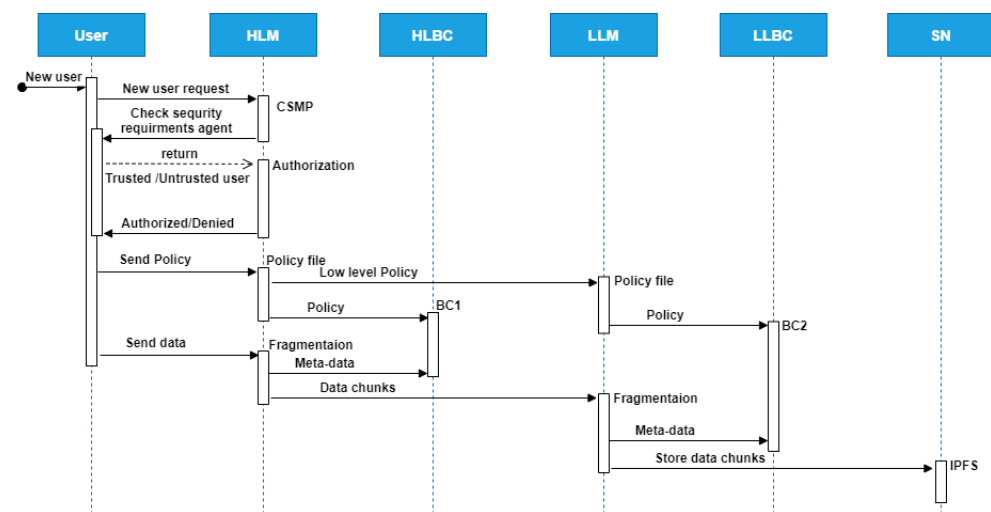 User
HLM
HLBC
LLM
LLBC
SN
New user
New user request
CSMP
Check sequrity
requirments agent
return
Authorization
Trusted /Untrusted user
Authorized/Denied
Send Policy
Policy file
Low level Policy
Policy file
Policy
BC1
Policy
BC2
Send data
Fragmentaion
Meta-data
Data chunks
Fragmentaion
Meta-data
Store data chunks
IPFS